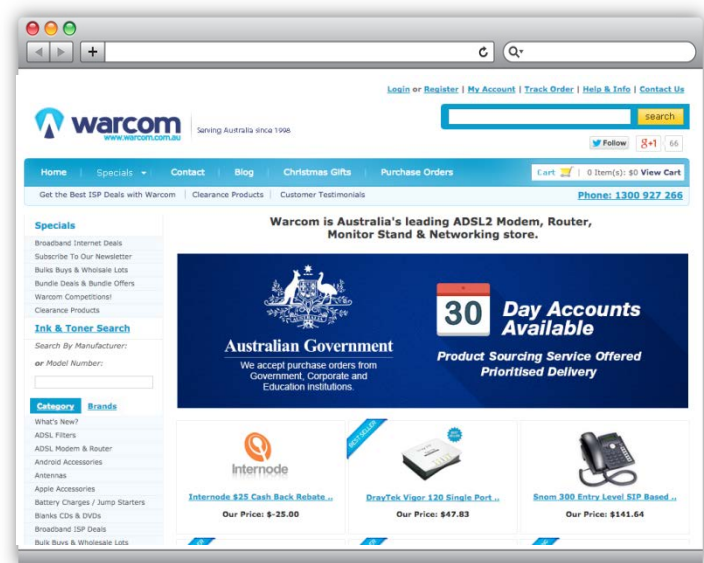 Login or Register | My Account | Track Order | Help & Info | Contact Us
warcom
www.warcom.com.au
Serving Australia since 1998
search
Follow
g+1
66
Home
Specials
Contact
Blog
Christmas Gifts
Purchase Orders
Cart | 0 Item(s): $0 View Cart
Get the Best ISP Deals with Warcom | Clearance Products | Customer Testimonials
Phone: 1300 927 266
Specials
Broadband Internet Deals
Subscribe To Our Newsletter
Bulks Buys & Wholsale Lots
Bundle Deals & Bundle Offers
Warcom Competitions!
Clearance Products
Ink & Toner Search
Search By Manufacturer:
or Model Number:
Category
Brands
What's New?
ADSL Filters
ADSL Modem & Router
Android Accessories
Antennas
Apple Accessories
Battery Charges / Jump Starters
Blanks CDs & DVDs
Broadband ISP Deals
Bulk Buys & Wholesale Lots
Warcom is Australia's leading ADSL2 Modem, Router,
Monitor Stand & Networking store.
Australian Government
We accept purchase orders from
Government, Corporate and
Education institutions.
30
Day Accounts
Available
Product Sourcing Service Offered
Prioritised Delivery
Internode
Internode $25 Cash Back Rebate ..
Our Price: $-25.00
BEST SELLER
DrayTek Vigor 120 Single Port ..
Our Price: $47.83
Snom 300 Entry Level SIP Based ..
Our Price: $141.64